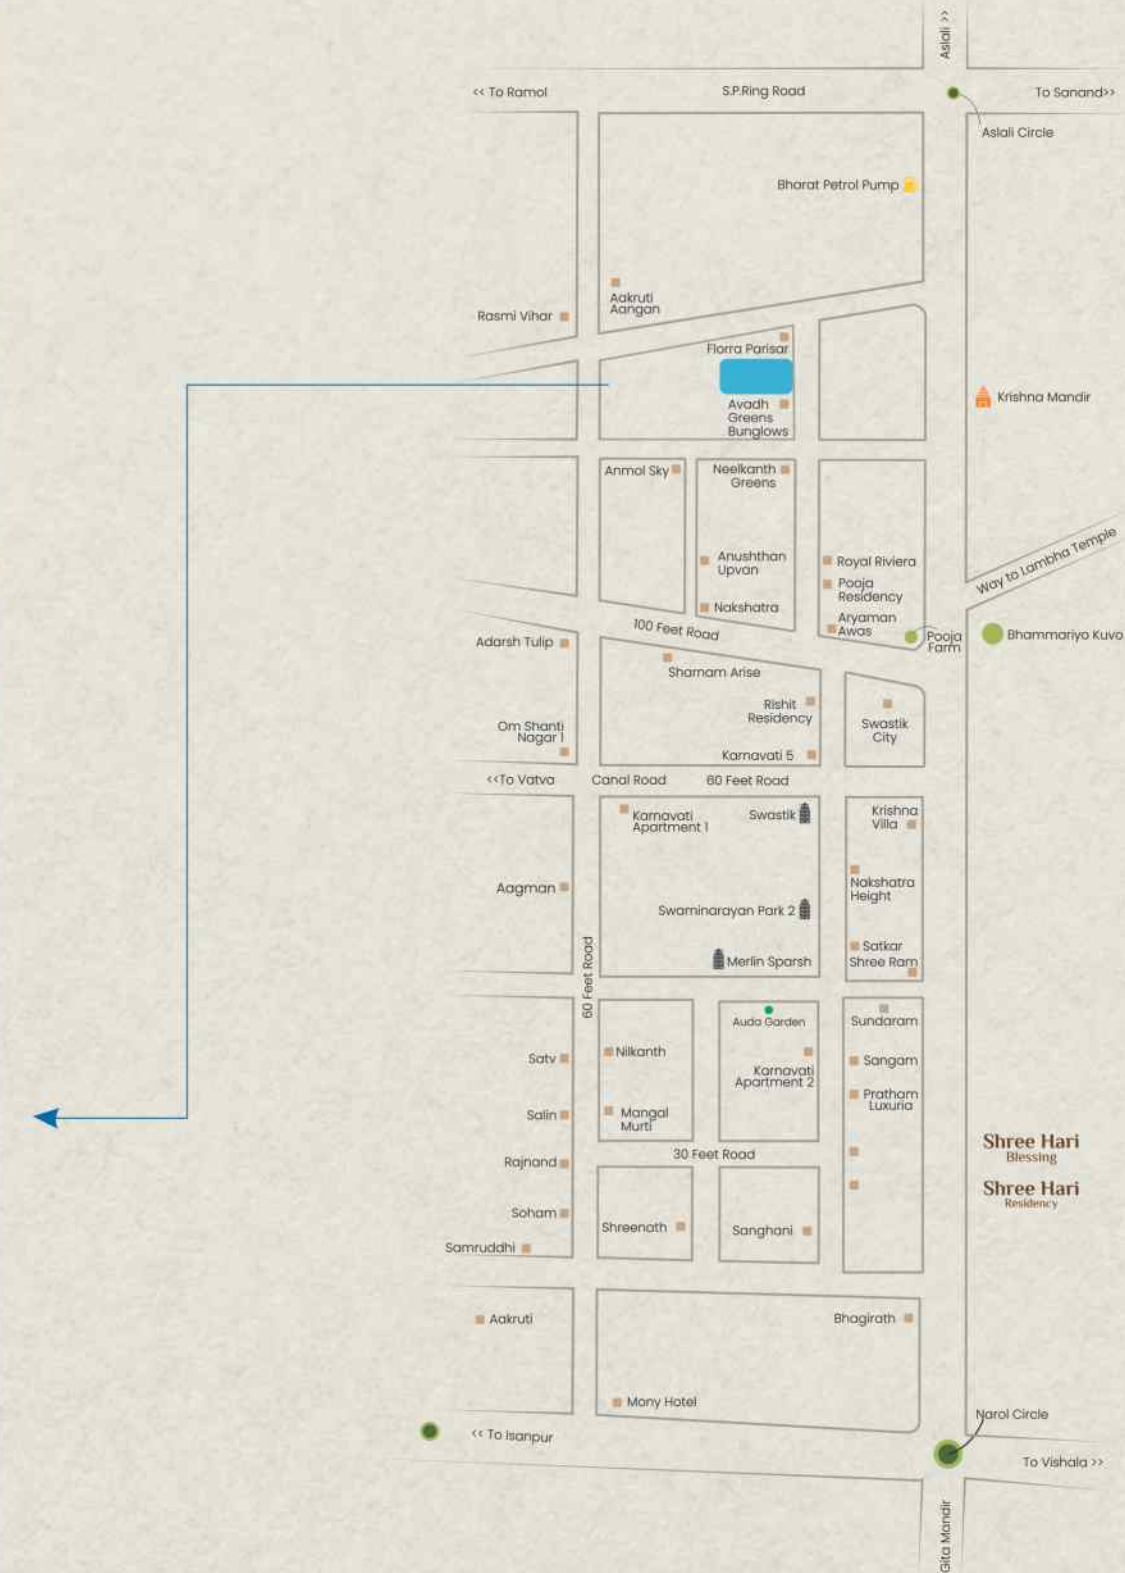 Aslali >>
<< To Ramol
S.P.Ring Road
To Sanand>>
Aslali Circle
Bharat Petrol Pump
Aakruti
Aangan
Rasmi Vihar
Florra Parisar
Avadh
Greens
Bunglows
Krishna Mandir
Anmol Sky
Neelkanth
Greens
Way to Lambha Temple
Anushthan
Upvan
Royal Riviera
Pooja
Residency
Nakshatra
Aryaman
Awas
100 Feet Road
Pooja
Farm
Bhammariyo Kuvo
Adarsh Tulip
Sharnam Arise
Rishit
Residency
Swastik
City
Om Shanti
Nagar 1
Karnavati 5
<<To Vatva
Canal Road
60 Feet Road
Karnavati
Apartment 1
Swastik
Krishna
Villa
Aagman
Nakshatra
Height
Swaminarayan Park 2
Satkar
Merlin Sparsh
Shree Ram
60 Feet Road
Auda Garden
Sundaram
Satv
Nilkanth
Karnavati
Apartment 2
Sangam
Pratham
Luxuria
Salin
Mangal
Murti
30 Feet Road
Rajnand
Shree Hari
Blessing
Shree Hari
Residency
Soham
Shreenath
Sanghani
Samruddhi
Aakruti
Bhagirath
Mony Hotel
Narol Circle
<< To Isanpur
To Vishala >>
Gita Mandir